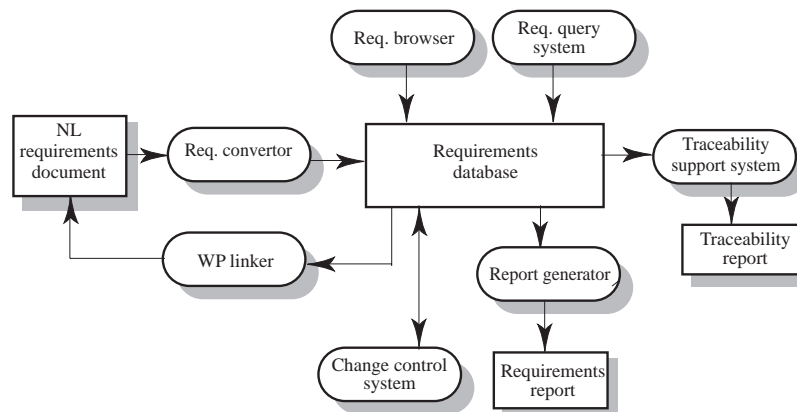 Req. browser
Req. query
system
NL
requirements
document
Req. convertor
Requirements
database
Traceability
support system
WP linker
Report generator
Traceability
report
Change control
system
Requirements
report